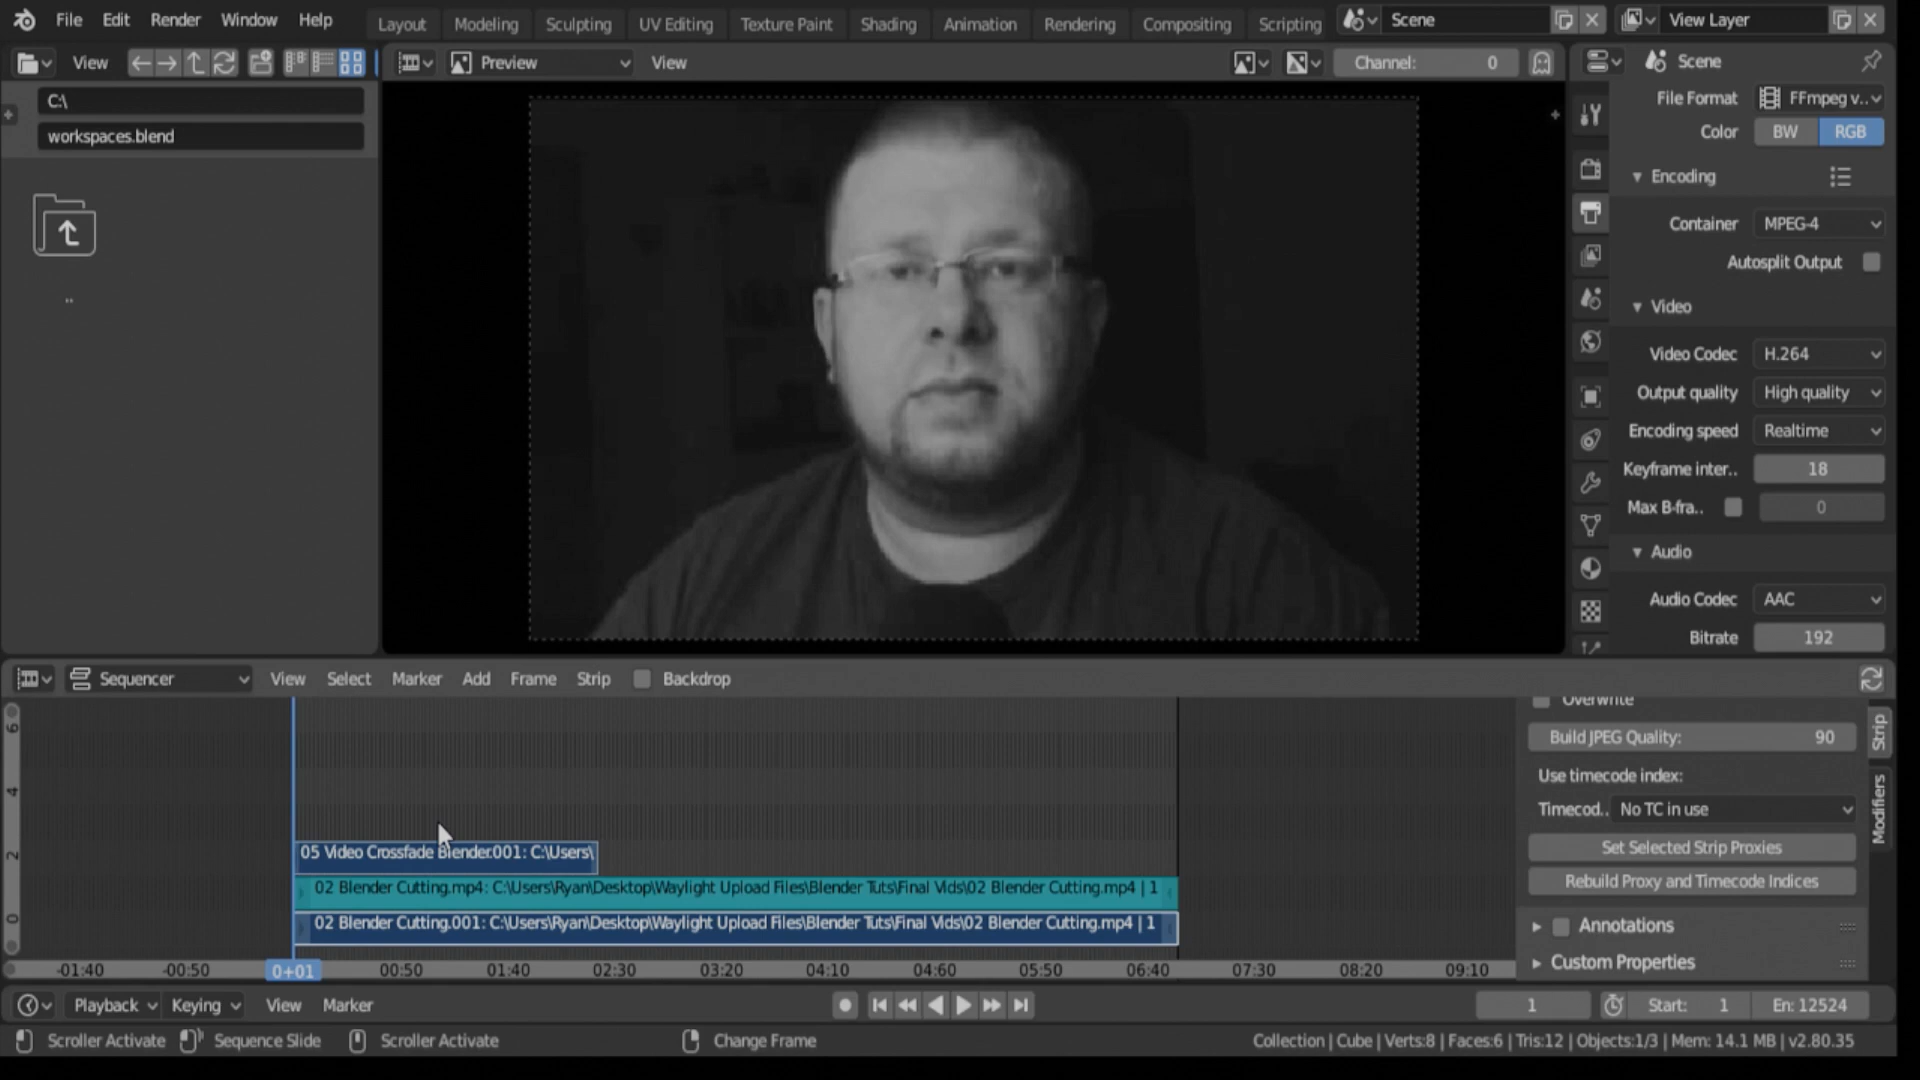 File Edit Render Window Help Layout Modeling Sculpting UV Editing Texture Paint Shading Animation Rendering Compositing Scripting Scene View Layer
View Preview View Channel: 0 Scene
C:\
workspaces.blend
..
File Format FFmpeg v..
Color BW RGB
Encoding
Container MPEG-4
Autosplit Output
Video
Video Codec H.264
Output quality High quality
Encoding speed Realtime
Keyframe inter.. 18
Max B-fra.. 0
Audio
Audio Codec AAC
Bitrate 192
Sequencer View Select Marker Add Frame Strip Backdrop
Overwrite
Build JPEG Quality: 90
Use timecode index:
Timecod.. No TC in use
Set Selected Strip Proxies
Rebuild Proxy and Timecode Indices
Annotations
Custom Properties
Strip
Modifiers
6
4
2
0
05 Video Crossfade Blender.001: C:\Users\
02 Blender Cutting.mp4: C:\Users\Ryan\Desktop\Waylight Upload Files\Blender Tuts\Final Vids\02 Blender Cutting.mp4 | 1
02 Blender Cutting.001: C:\Users\Ryan\Desktop\Waylight Upload Files\Blender Tuts\Final Vids\02 Blender Cutting.mp4 | 1
-01:40 -00:50 0+01 00:50 01:40 02:30 03:20 04:10 04:60 05:50 06:40 07:30 08:20 09:10
Playback Keying View Marker 1 Start: 1 En: 12524
Scroller Activate Sequence Slide Scroller Activate Change Frame Collection | Cube | Verts:8 | Faces:6 | Tris:12 | Objects:1/3 | Mem: 14.1 MB | v2.80.35